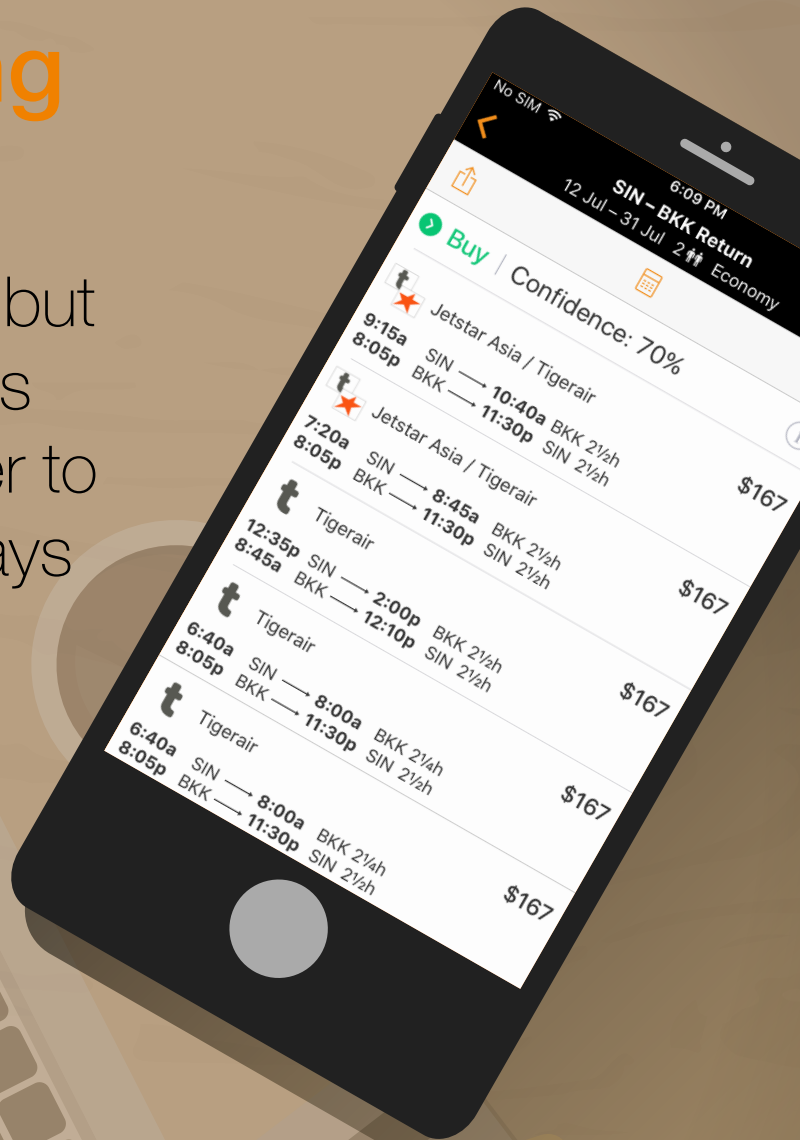 g
but
s
er to
ays
No SIM
6:09 PM
SIN – BKK Return
12 Jul – 31 Jul 2 Economy
Buy | Confidence: 70%
Jetstar Asia / Tigerair
9:15a SIN → 10:40a BKK 2½h
8:05p BKK → 11:30p SIN 2½h
$167
Jetstar Asia / Tigerair
7:20a SIN → 8:45a BKK 2½h
8:05p BKK → 11:30p SIN 2½h
$167
t Tigerair
12:35p SIN → 2:00p BKK 2½h
8:45a BKK → 12:10p SIN 2½h
$167
t Tigerair
6:40a SIN → 8:00a BKK 2¼h
8:05p BKK → 11:30p SIN 2½h
$167
t Tigerair
6:40a SIN → 8:00a BKK 2¼h
8:05p BKK → 11:30p SIN 2½h
$167